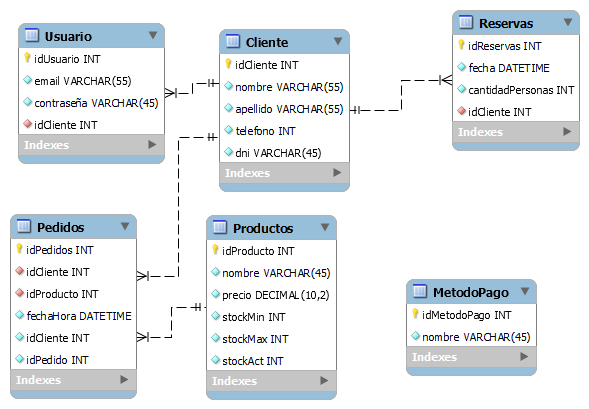 Usuario
idUsuario INT
email VARCHAR(55)
contraseña VARCHAR(45)
idCliente INT
Indexes
Cliente
idCliente INT
nombre VARCHAR(55)
apellido VARCHAR(55)
telefono INT
dni VARCHAR(45)
Indexes
Reservas
idReservas INT
fecha DATETIME
cantidadPersonas INT
idCliente INT
Indexes
Pedidos
idPedidos INT
idCliente INT
idProducto INT
fechaHora DATETIME
idCliente INT
idPedido INT
Indexes
Productos
idProducto INT
nombre VARCHAR(45)
precio DECIMAL(10,2)
stockMin INT
stockMax INT
stockAct INT
Indexes
MetodoPago
idMetodoPago INT
nombre VARCHAR(45)
Indexes